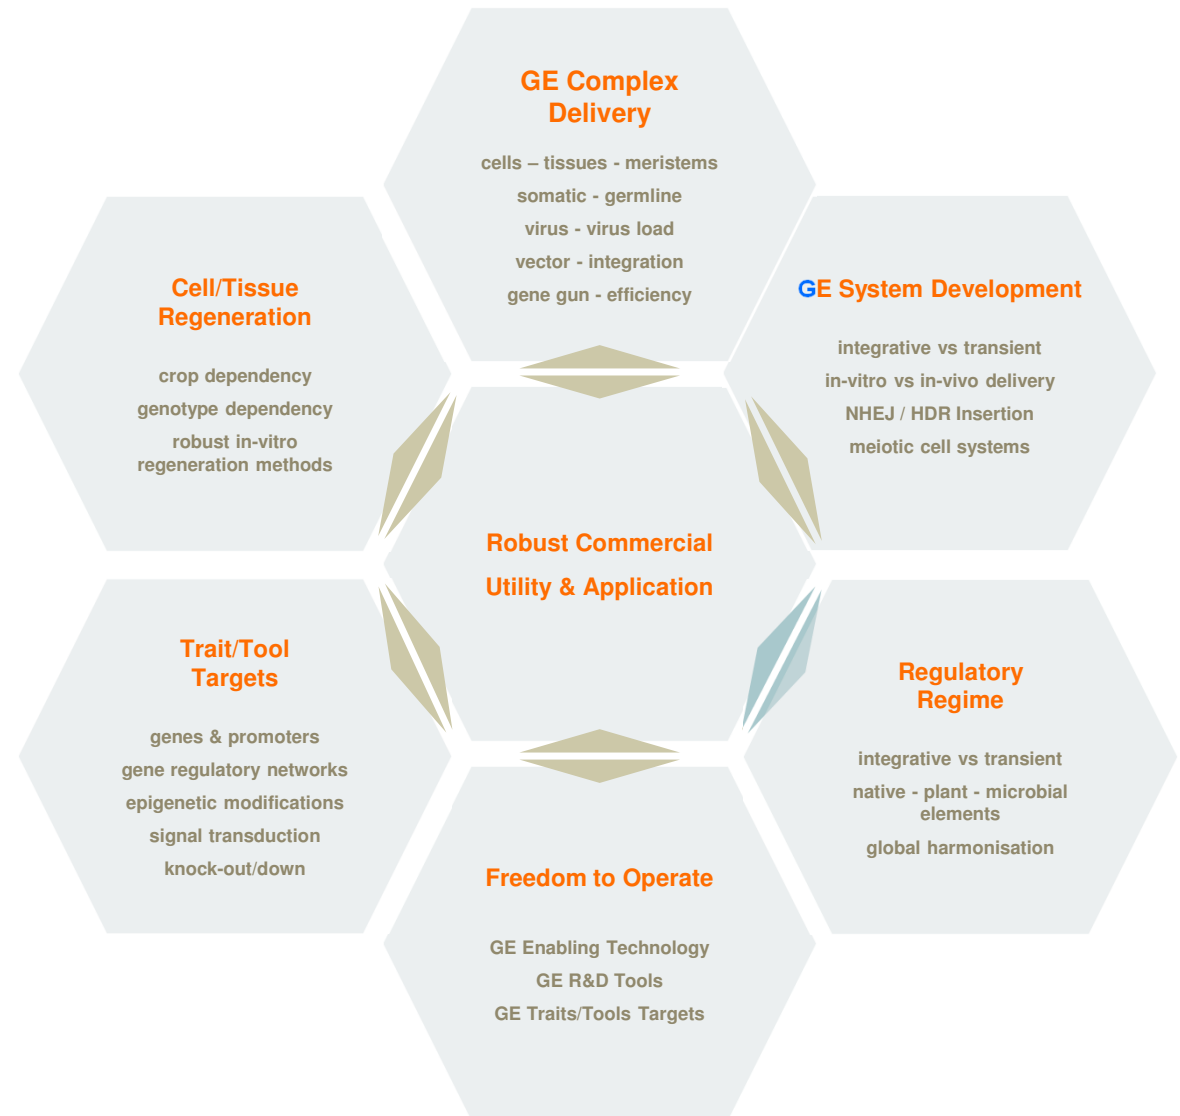 GE Complex
Delivery
cells – tissues - meristems
somatic - germline
virus - virus load
vector - integration
gene gun - efficiency
Cell/Tissue
Regeneration
crop dependency
genotype dependency
robust in-vitro
regeneration methods
GE System Development
integrative vs transient
in-vitro vs in-vivo delivery
NHEJ / HDR Insertion
meiotic cell systems
Robust Commercial
Utility & Application
Trait/Tool
Targets
genes & promoters
gene regulatory networks
epigenetic modifications
signal transduction
knock-out/down
Regulatory
Regime
integrative vs transient
native - plant - microbial
elements
global harmonisation
Freedom to Operate
GE Enabling Technology
GE R&D Tools
GE Traits/Tools Targets